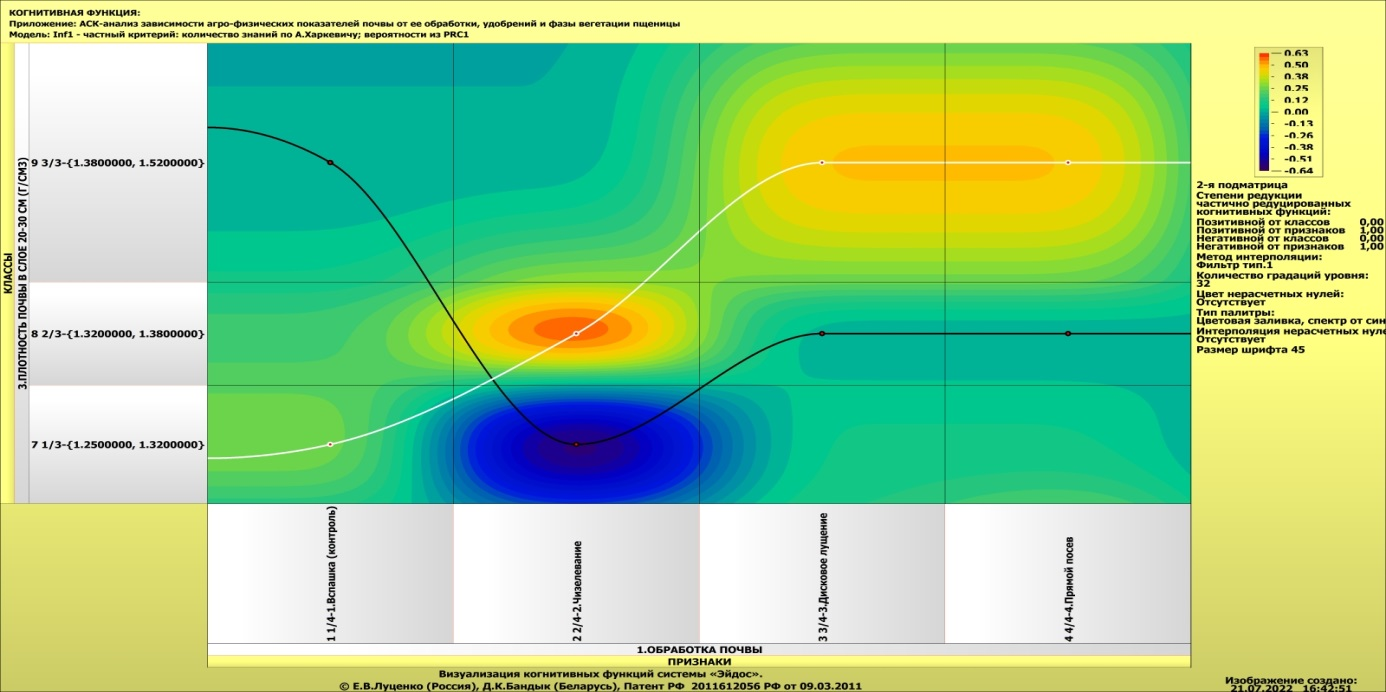 КОГНИТИВНАЯ ФУНКЦИЯ:
Приложение: АСК-анализ зависимости агро-физических показателей почвы от ее обработки, удобрений и фазы вегетации пщеницы
Модель: Inf1 - частный критерий: количество знаний по А.Харкевичу; вероятности из PRC1
КЛАССЫ
3.ПЛОТНОСТЬ ПОЧВЫ В СЛОЕ 20-30 СМ (Г/СМ3)
9 3/3-{1.3800000, 1.5200000}
8 2/3-{1.3200000, 1.3800000}
7 1/3-{1.2500000, 1.3200000}
0.63
0.50
0.38
0.25
0.12
0.00
-0.13
-0.26
-0.38
-0.51
-0.64
2-я подматрица
Степени редукции
частично редуцированных
когнитивных функций:
Позитивной от классов 0,00
Позитивной от признаков 1,00
Негативной от классов 0,00
Негативной от признаков 1,00
Метод интерполяции:
Фильтр тип.1
Количество градаций уровня:
32
Цвет нерасчетных нулей:
Отсутствует
Тип палитры:
Цветовая заливка, спектр от син
Интерполяция нерасчетных нуле
Отсутствует
Размер шрифта 45
1 1/4-1.Вспашка (контроль)
2 2/4-2.Чизелевание
3 3/4-3.Дисковое лущение
4 4/4-4.Прямой посев
1.ОБРАБОТКА ПОЧВЫ
ПРИЗНАКИ
Визуализация когнитивных функций системы «Эйдос».
© Е.В.Луценко (Россия), Д.К.Бандык (Беларусь), Патент РФ 2011612056 РФ от 09.03.2011
Изображение создано:
21.07.2022 16:42:51